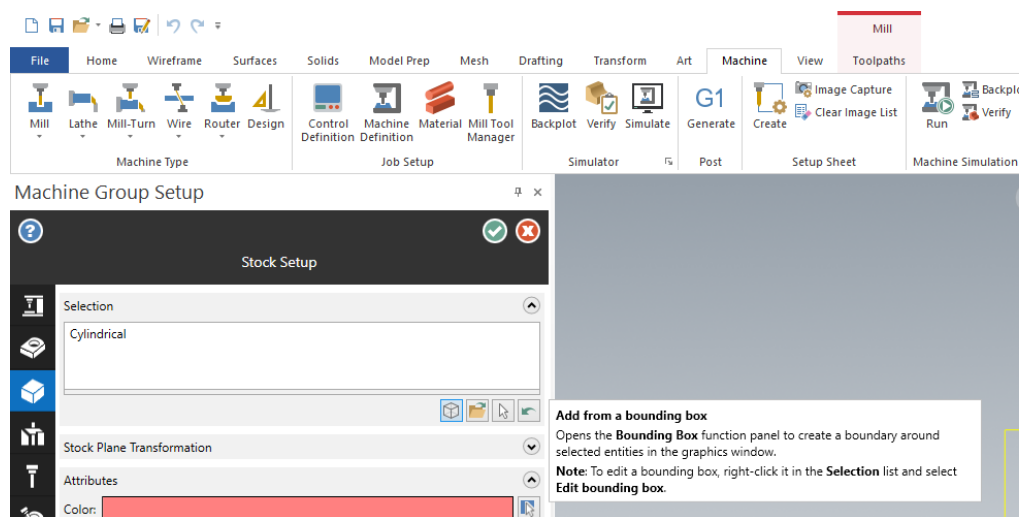 Mill
File Home Wireframe Surfaces Solids Model Prep Mesh Drafting Transform Art Machine View Toolpaths
Mill Lathe Mill-Turn Wire Router Design
Control Definition
Machine Definition
Material
Mill Tool Manager
Backplot Verify Simulate
G1
Generate
Create
Image Capture
Clear Image List
Run
Verify
Machine Type Job Setup Simulator Post Setup Sheet Machine Simulation
Machine Group Setup
?
Stock Setup
Selection
Cylindrical
Add from a bounding box
Opens the Bounding Box function panel to create a boundary around
selected entities in the graphics window.
Note: To edit a bounding box, right-click it in the Selection list and select
Edit bounding box.
Stock Plane Transformation
Attributes
Color: